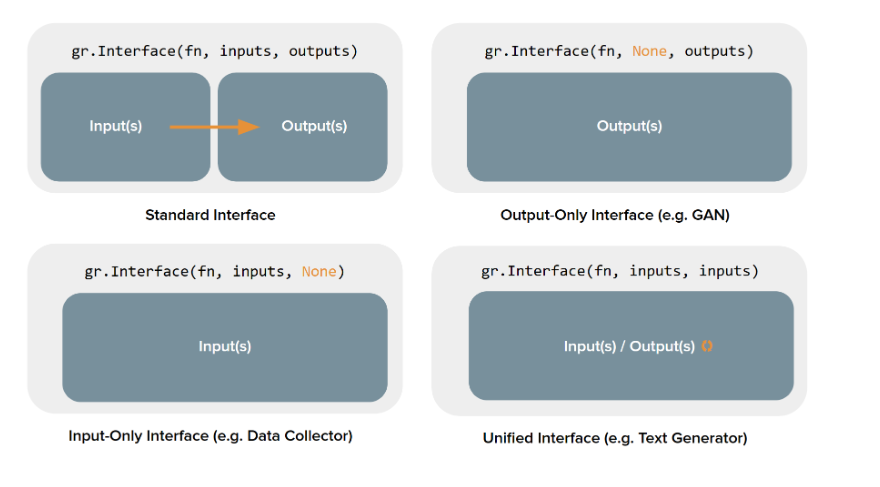 gr.Interface(fn, inputs, outputs)
Input(s)
Output(s)
Standard Interface
gr.Interface(fn, None, outputs)
Output(s)
Output-Only Interface (e.g. GAN)
gr.Interface(fn, inputs, None)
Input(s)
Input-Only Interface (e.g. Data Collector)
gr.Interface(fn, inputs, inputs)
Input(s) / Output(s)
Unified Interface (e.g. Text Generator)